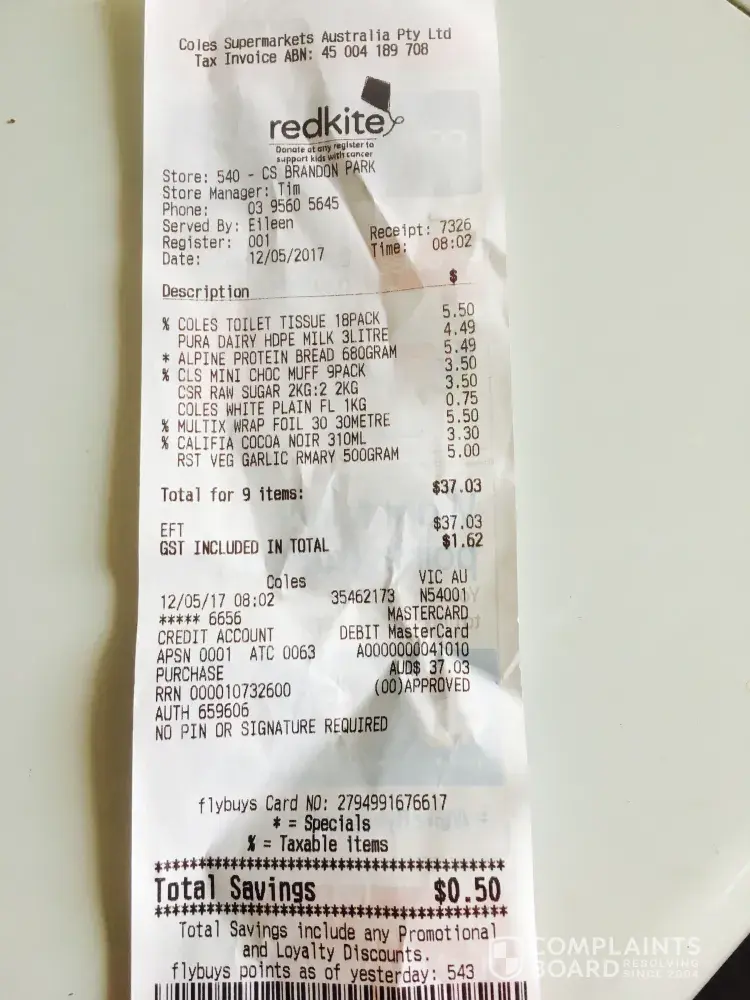 Coles Supermarkets Australia Pty Ltd
Tax Invoice ABN: 45 004 189 708
redkite
Donate at any register to
support kids with cancer
Store: 540 - CS BRANDON PARK
Store Manager: Tim
Phone: 03 9560 5645
Served By: Eileen
Register: 001 Receipt: 7326
Date: 12/05/2017 Time: 08:02
Description $
% COLES TOILET TISSUE 18PACK 5.50
PURA DAIRY HDPE MILK 3LITRE 4.49
* ALPINE PROTEIN BREAD 680GRAM 5.49
% CLS MINI CHOC MUFF 9PACK 3.50
CSR RAW SUGAR 2KG:2 2KG 3.50
COLES WHITE PLAIN FL 1KG 0.75
% MULTIX WRAP FOIL 30 30METRE 5.50
% CALIFIA COCOA NOIR 310ML 3.30
RST VEG GARLIC RMARY 500GRAM 5.00
Total for 9 items: $37.03
EFT $37.03
GST INCLUDED IN TOTAL $1.62
Coles VIC AU
12/05/17 08:02 35462173 N54001
***** 6656 MASTERCARD
CREDIT ACCOUNT DEBIT MasterCard
APSN 0001 ATC 0063 A0000000041010
PURCHASE AUD$ 37.03
RRN 000010732600 (00)APPROVED
AUTH 659606
NO PIN OR SIGNATURE REQUIRED
flybuys Card NO: 2794991676617
* = Specials
% = Taxable items
****************************************
Total Savings $0.50
****************************************
Total Savings include any Promotional
and Loyalty Discounts.
flybuys points as of yesterday: 543
COMPLAINTS
BOARD RESOLVING
SINCE 2004